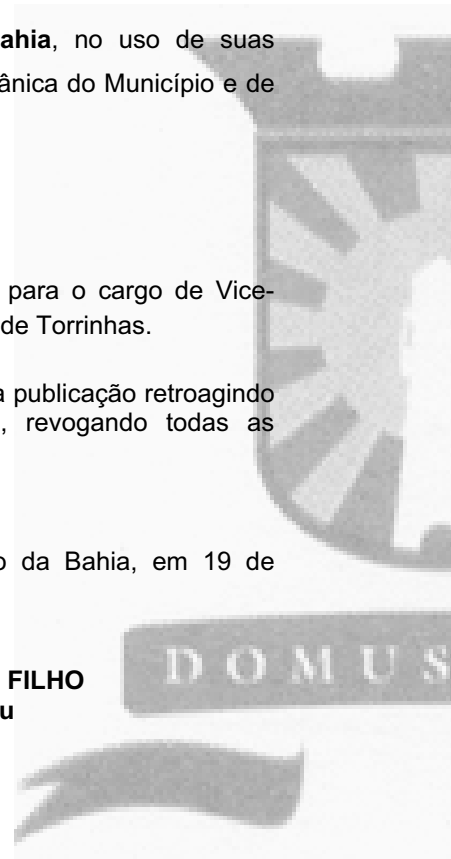 ahia, no uso de suas
ânica do Município e de
para o cargo de Vice-
de Torrinhas.
a publicação retroagindo
, revogando todas as
o da Bahia, em 19 de
FILHO
u
DOMUS